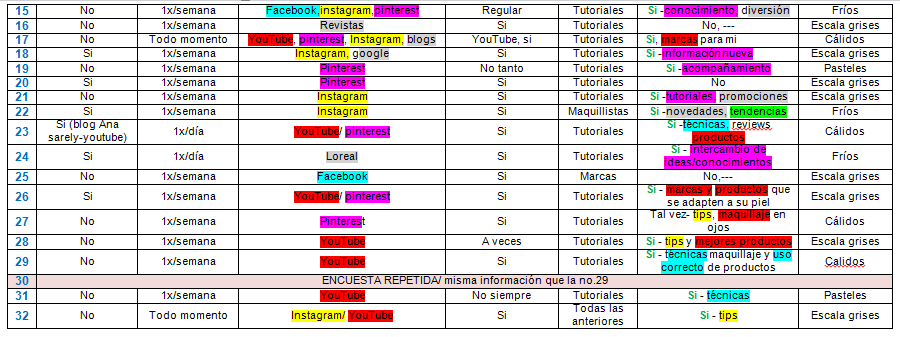 15 No 1x/semana Facebook,instagram,pinterest Regular Tutoriales Si -conocimiento, diversión Fríos
16 No 1x/semana Revistas Si Tutoriales No, --- Escala grises
17 No Todo momento YouTube, pinterest, Instagram, blogs YouTube, si Tutoriales Si, marcas para mi Cálidos
18 Si 1x/semana Instagram, google Si Tutoriales Si -información nueva Escala grises
19 No 1x/semana Pinterest No tanto Tutoriales Si -acompañamiento Pasteles
20 Si 1x/semana Pinterest Si Tutoriales No Escala grises
21 No 1x/semana Instagram Si Tutoriales Si -tutoriales, promociones Escala grises
22 Si 1x/semana Instagram Si Maquillistas Si -novedades, tendencias Fríos
23 Si (blog Ana sarely-youtube) 1x/día YouTube/ pinterest Si Tutoriales Si -técnicas, reviews productos Cálidos
24 Si 1x/día Loreal Si Tutoriales Si - Intercambio de ideas/conocimientos Fríos
25 No 1x/semana Facebook Si Marcas No,--- Escala grises
26 Si 1x/semana YouTube/ pinterest Si Tutoriales Si - marcas y productos que se adapten a su piel Escala grises
27 No 1x/semana Pinterest Si Tutoriales Tal vez- tips, maquillaje en ojos Cálidos
28 No 1x/semana YouTube A veces Tutoriales Si - tips y mejores productos Escala grises
29 No 1x/semana YouTube Si Tutoriales Si - técnicas maquillaje y uso correcto de productos Calidos
30 ENCUESTA REPETIDA/ misma información que la no.29
31 No 1x/semana YouTube No siempre Tutoriales Si - técnicas Pasteles
32 No Todo momento Instagram/ YouTube Si Todas las anteriores Si - tips Escala grises